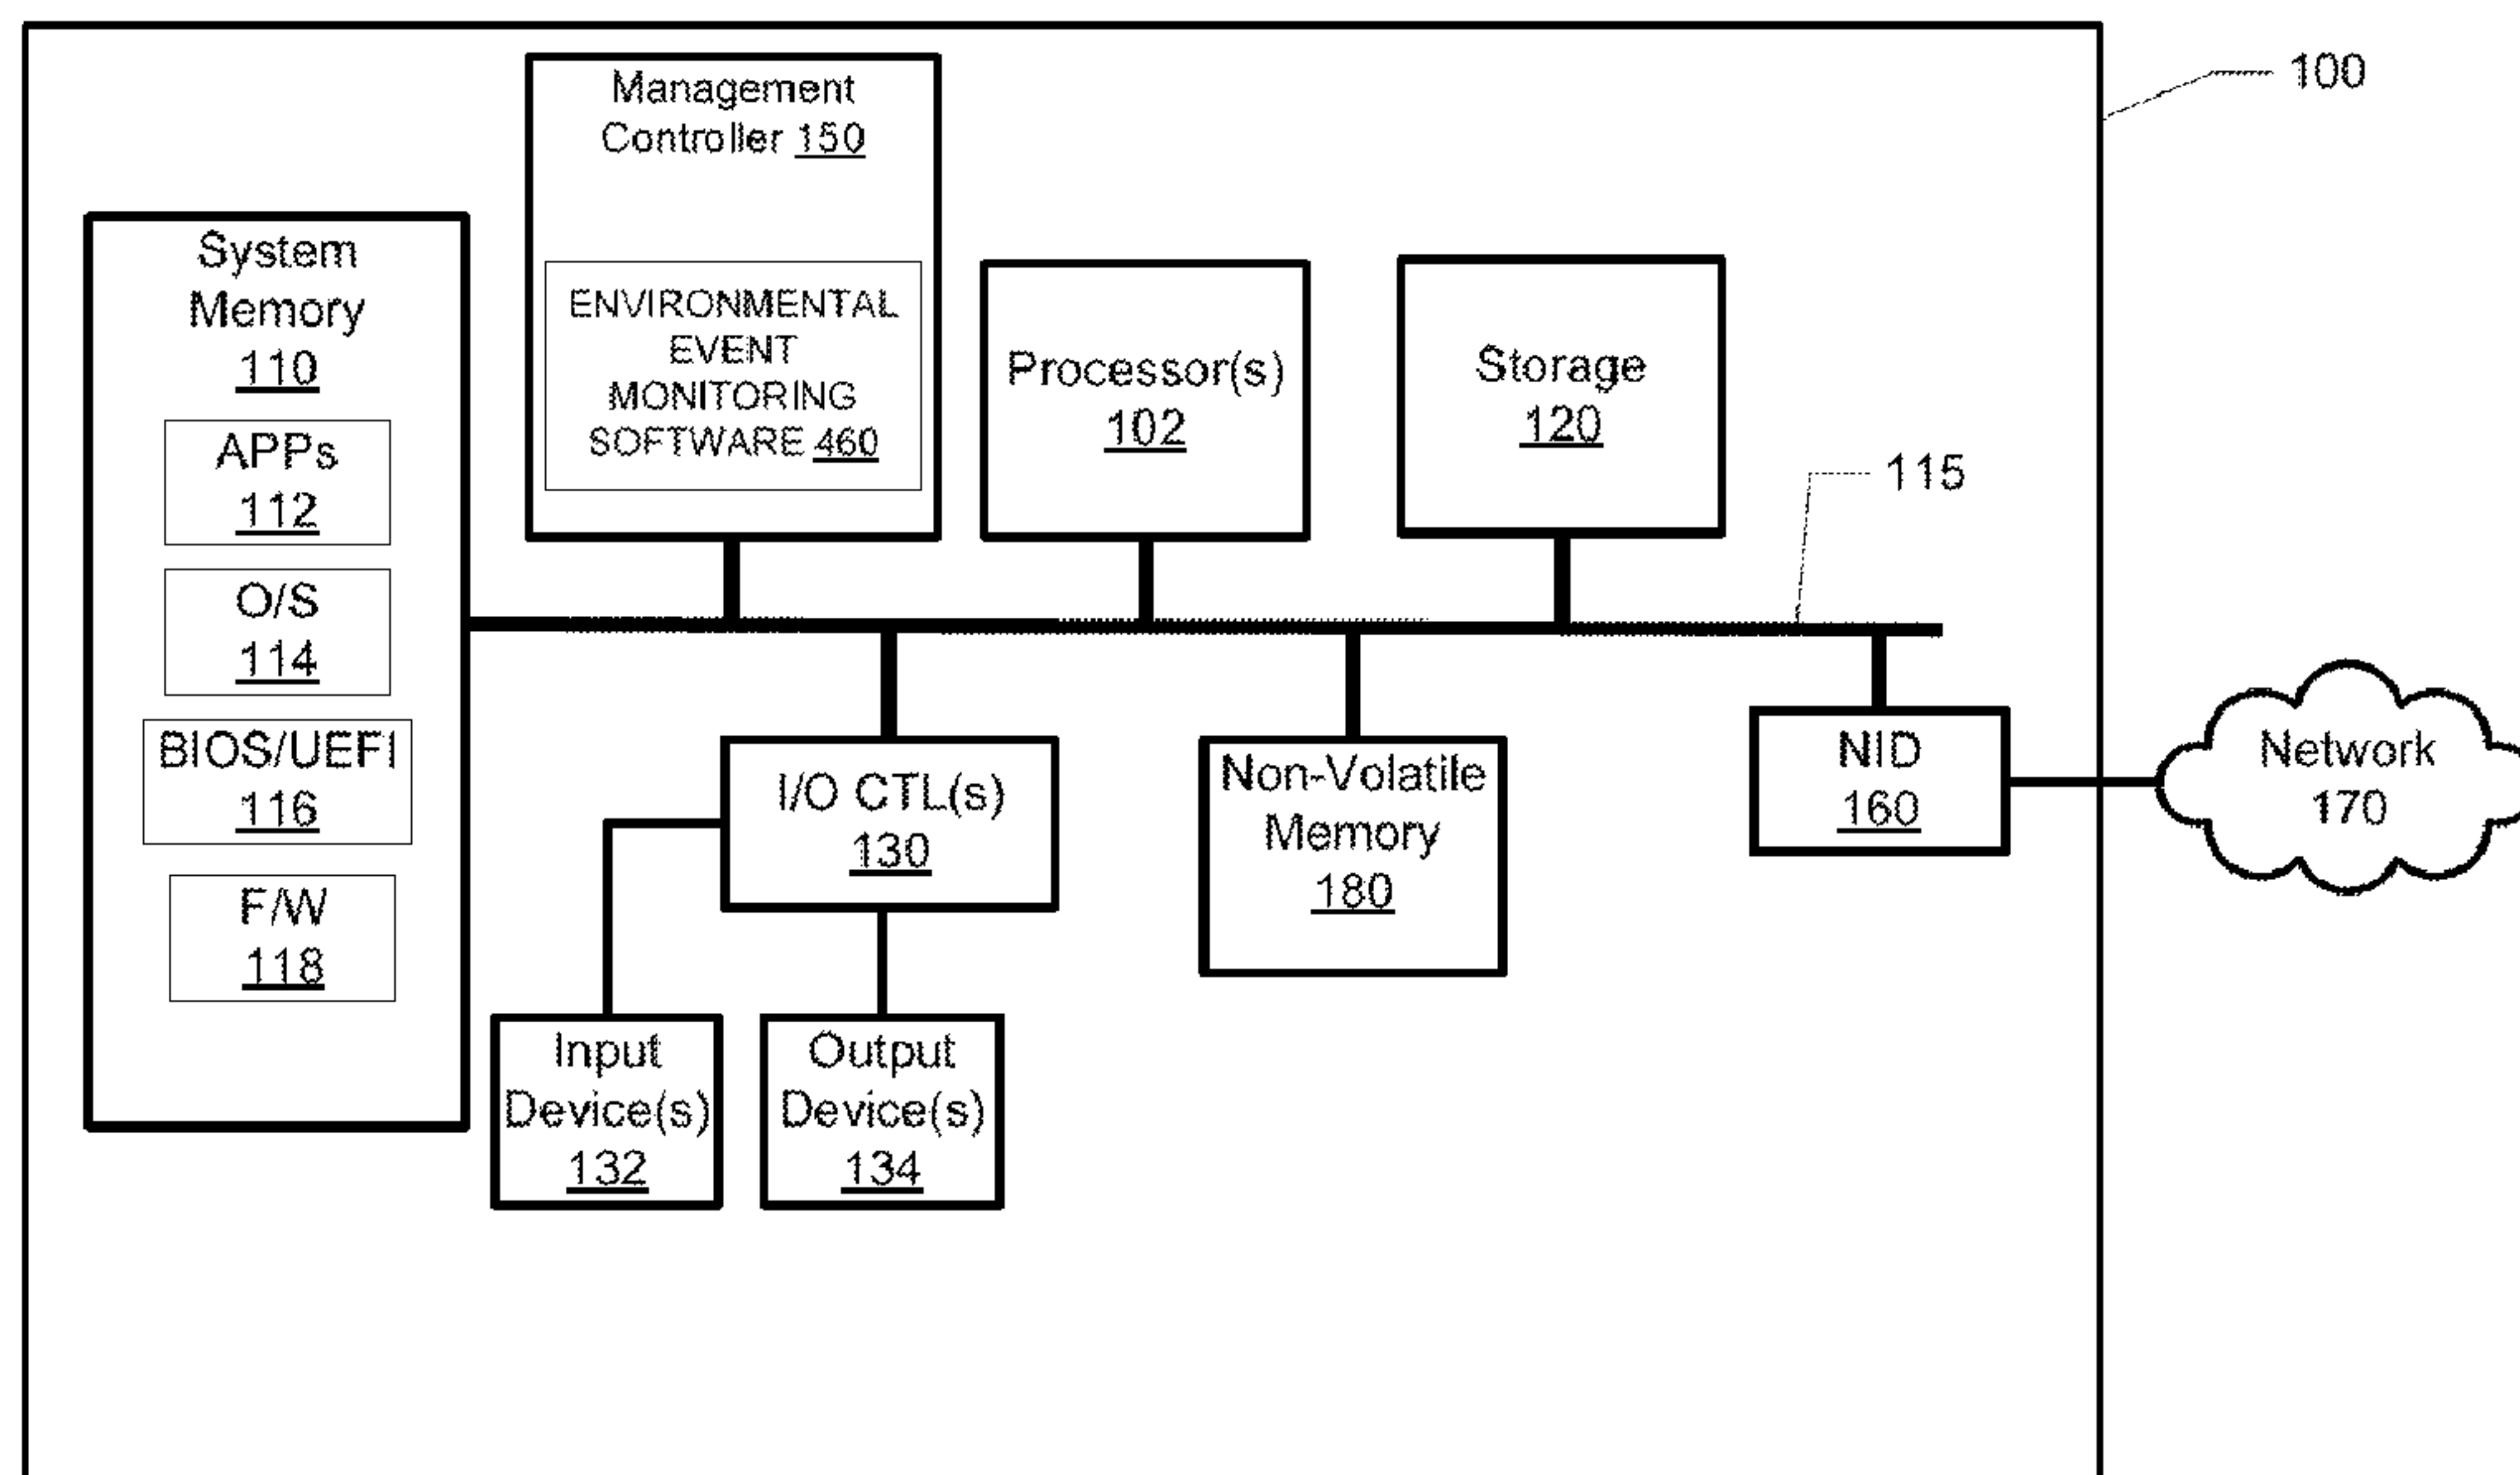 100
Management
Controller 150
ENVIRONMENTAL
EVENT
MONITORING
SOFTWARE 460
System
Memory
110
APPs
112
O/S
114
BIOS/UEFI
116
F/W
118
Processor(s)
102
Storage
120
115
I/O CTL(s)
130
Non-Volatile
Memory
180
NID
160
Network
170
Input
Device(s)
132
Output
Device(s)
134